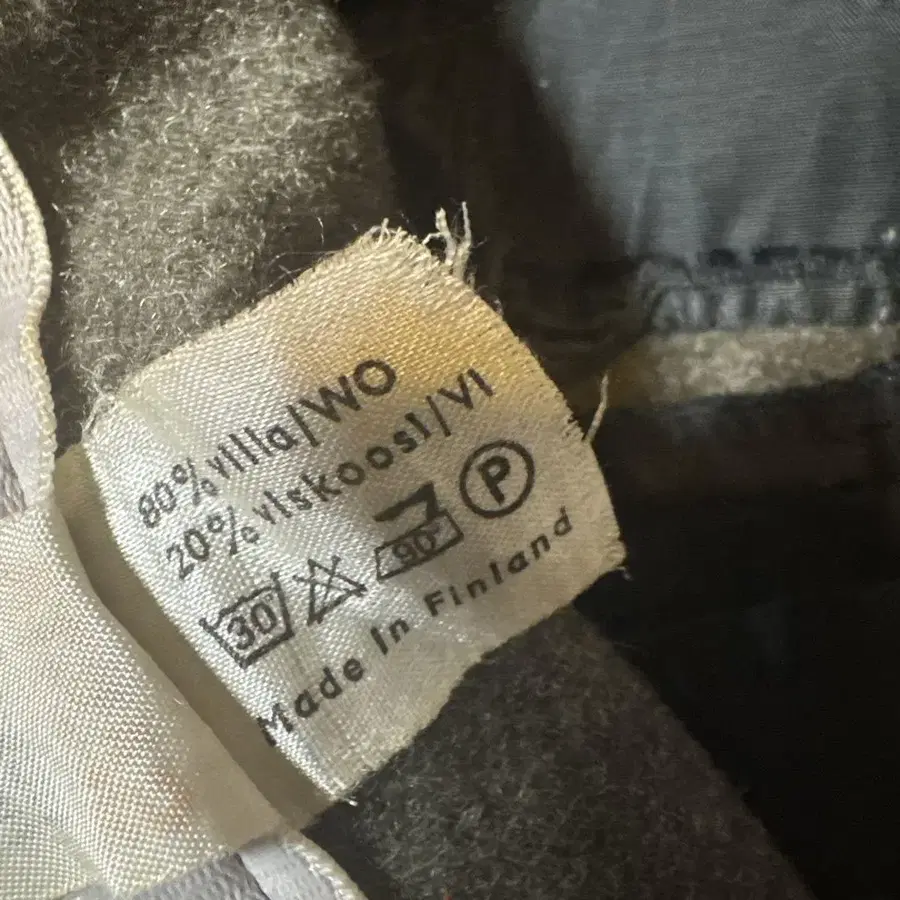 80% villa/WO
20% viskoosi/VI
30 90° P
Made in Finland